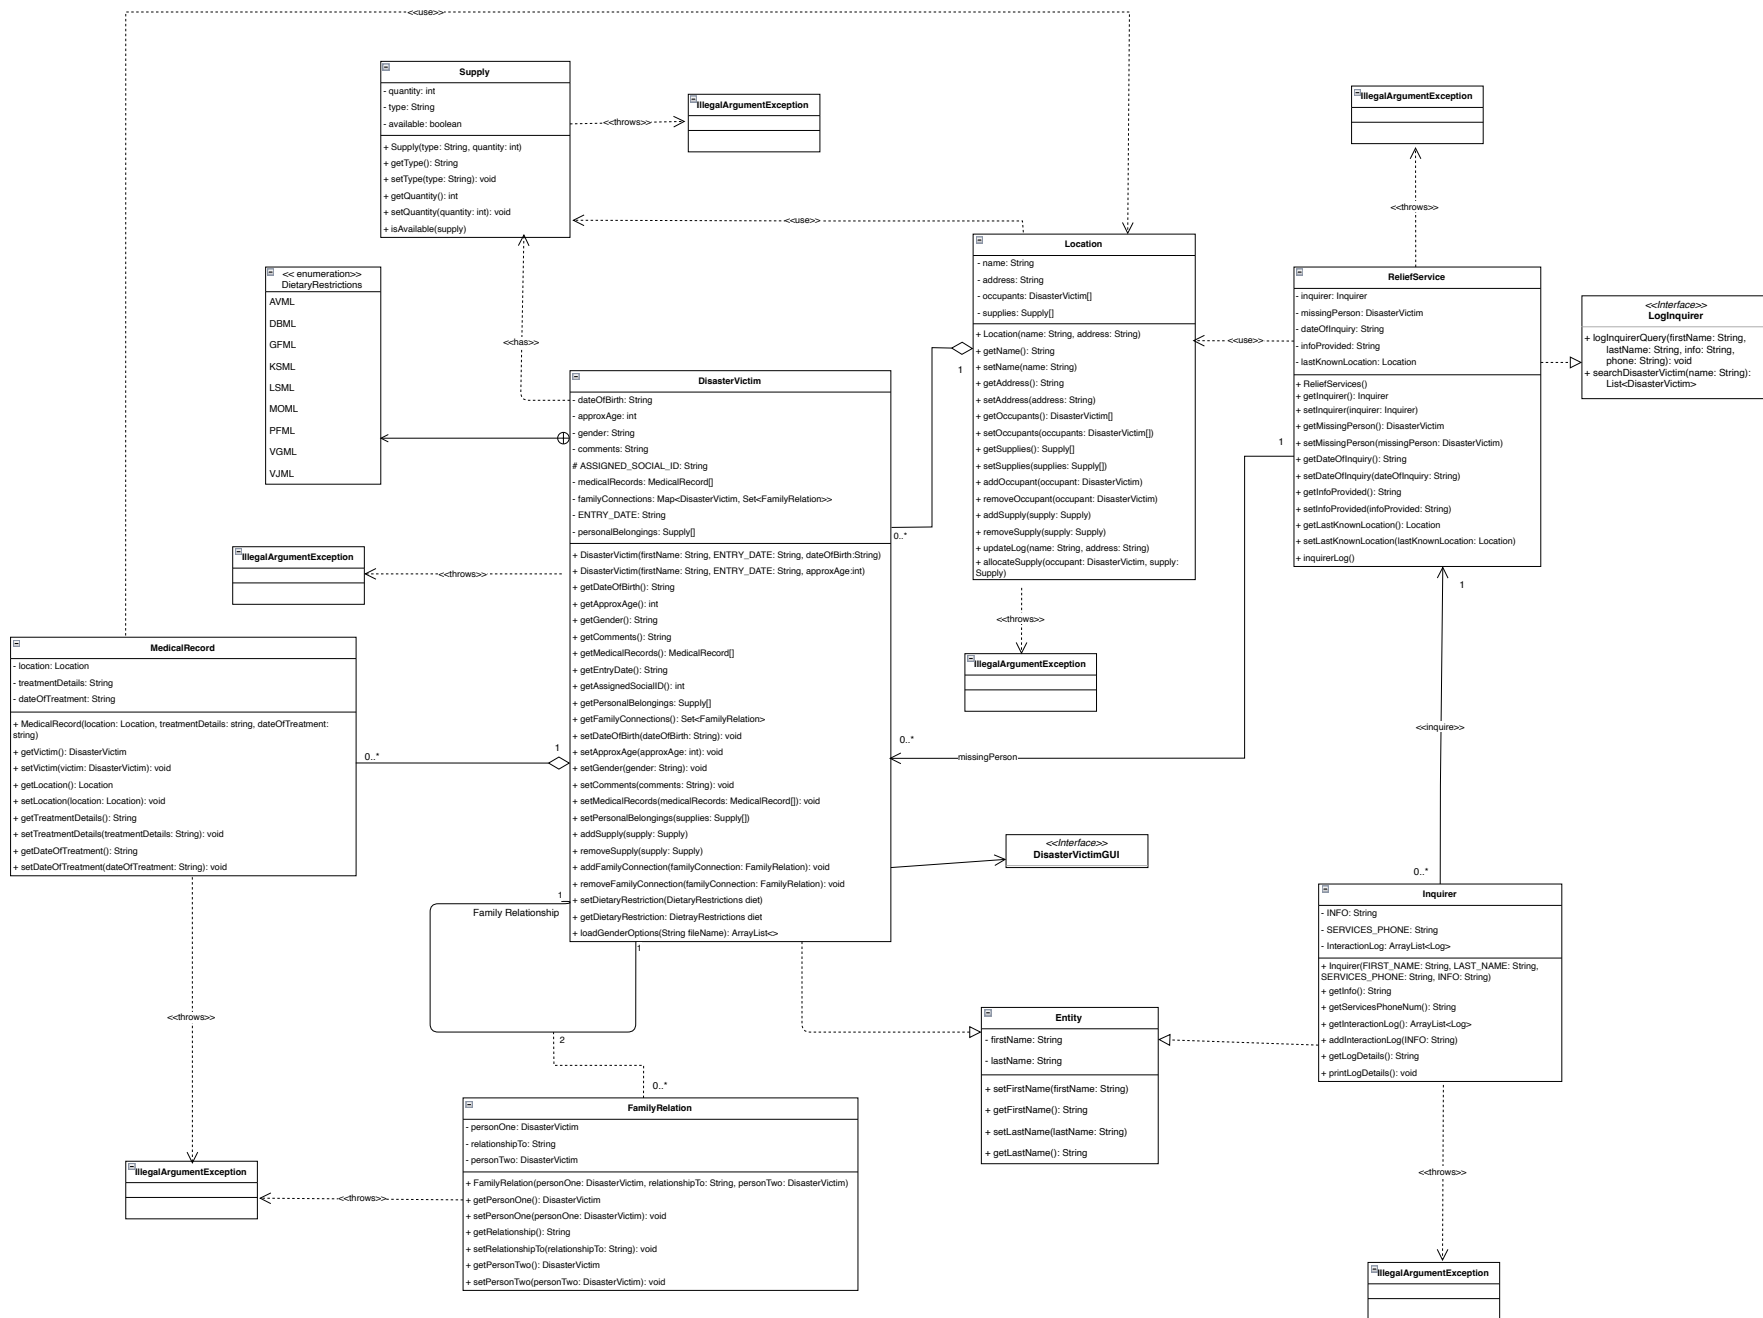 <<use>>
Supply
- quantity: int
- type: String
- available: boolean
+ Supply(type: String, quantity: int)
+ getType(): String
+ setType(type: String): void
+ getQuantity(): int
+ setQuantity(quantity: int): void
+ isAvailable(supply)
<<throws>>
IllegalArgumentException
IllegalArgumentException
<<throws>>
<<use>>
<< enumeration>>
DietaryRestrictions
AVML
DBML
GFML
KSML
LSML
MOML
PFML
VGML
VJML
<<has>>
Location
- name: String
- address: String
- occupants: DisasterVictim[]
- supplies: Supply[]
+ Location(name: String, address: String)
+ getName(): String
+ setName(name: String)
+ getAddress(): String
+ setAddress(address: String)
+ getOccupants(): DisasterVictim[]
+ setOccupants(occupants: DisasterVictim[])
+ getSupplies(): Supply[]
+ setSupplies(supplies: Supply[])
+ addOccupant(occupant: DisasterVictim)
+ removeOccupant(occupant: DisasterVictim)
+ addSupply(supply: Supply)
+ removeSupply(supply: Supply)
+ updateLog(name: String, address: String)
+ allocateSupply(occupant: DisasterVictim, supply:
Supply)
1
0..*
<<use>>
<<throws>>
IllegalArgumentException
ReliefService
- inquirer: Inquirer
- missingPerson: DisasterVictim
- dateOfInquiry: String
- infoProvided: String
- lastKnownLocation: Location
+ ReliefServices()
+ getInquirer(): Inquirer
+ setInquirer(inquirer: Inquirer)
+ getMissingPerson(): DisasterVictim
+ setMissingPerson(missingPerson: DisasterVictim)
+ getDateOfInquiry(): String
+ setDateOfInquiry(dateOfInquiry: String)
+ getInfoProvided(): String
+ setInfoProvided(infoProvided: String)
+ getLastKnownLocation(): Location
+ setLastKnownLocation(lastKnownLocation: Location)
+ inquirerLog()
<<Interface>>
LogInquirer
+ logInquirerQuery(firstName: String,
lastName: String, info: String,
phone: String): void
+ searchDisasterVictim(name: String):
List<DisasterVictim>
1
1
DisasterVictim
- dateOfBirth: String
- approxAge: int
- gender: String
- comments: String
# ASSIGNED_SOCIAL_ID: String
- medicalRecords: MedicalRecord[]
- familyConnections: Map<DisasterVictim, Set<FamilyRelation>>
- ENTRY_DATE: String
- personalBelongings: Supply[]
+ DisasterVictim(firstName: String, ENTRY_DATE: String, dateOfBirth:String)
+ DisasterVictim(firstName: String, ENTRY_DATE: String, approxAge:int)
+ getDateOfBirth(): String
+ getApproxAge(): int
+ getGender(): String
+ getComments(): String
+ getMedicalRecords(): MedicalRecord[]
+ getEntryDate(): String
+ getAssignedSocialID(): int
+ getPersonalBelongings: Supply[]
+ getFamilyConnections(): Set<FamilyRelation>
+ setDateOfBirth(dateOfBirth: String): void
+ setApproxAge(approxAge: int): void
+ setGender(gender: String): void
+ setComments(comments: String): void
+ setMedicalRecords(medicalRecords: MedicalRecord[]): void
+ setPersonalBelongings(supplies: Supply[])
+ addSupply(supply: Supply)
+ removeSupply(supply: Supply)
+ addFamilyConnection(familyConnection: FamilyRelation): void
+ removeFamilyConnection(familyConnection: FamilyRelation): void
+ setDietaryRestriction(DietaryRestrictions diet)
+ getDietaryRestriction: DietrayRestrictions diet
+ loadGenderOptions(String fileName): ArrayList<>
IllegalArgumentException
<<throws>>
MedicalRecord
- location: Location
- treatmentDetails: String
- dateOfTreatment: String
+ MedicalRecord(location: Location, treatmentDetails: string, dateOfTreatment:
string)
+ getVictim(): DisasterVictim
+ setVictim(victim: DisasterVictim): void
+ getLocation(): Location
+ setLocation(location: Location): void
+ getTreatmentDetails(): String
+ setTreatmentDetails(treatmentDetails: String): void
+ getDateOfTreatment(): String
+ setDateOfTreatment(dateOfTreatment: String): void
0..*
1
0..*
missingPerson
<<inquire>>
<<Interface>>
DisasterVictimGUI
0..*
Inquirer
- INFO: String
- SERVICES_PHONE: String
- InteractionLog: ArrayList<Log>
+ Inquirer(FIRST_NAME: String, LAST_NAME: String,
SERVICES_PHONE: String, INFO: String)
+ getInfo(): String
+ getServicesPhoneNum(): String
+ getInteractionLog(): ArrayList<Log>
+ addInteractionLog(INFO: String)
+ getLogDetails(): String
+ printLogDetails(): void
1
Family Relationship
1
2
0..*
<<throws>>
Entity
- firstName: String
- lastName: String
+ setFirstName(firstName: String)
+ getFirstName(): String
+ setLastName(lastName: String)
+ getLastName(): String
FamilyRelation
- personOne: DisasterVictim
- relationshipTo: String
- personTwo: DisasterVictim
+ FamilyRelation(personOne: DisasterVictim, relationshipTo: String, personTwo: DisasterVictim)
+ getPersonOne(): DisasterVictim
+ setPersonOne(personOne: DisasterVictim): void
+ getRelationship(): String
+ setRelationshipTo(relationshipTo: String): void
+ getPersonTwo(): DisasterVictim
+ setPersonTwo(personTwo: DisasterVictim): void
IllegalArgumentException
<<throws>>
<<throws>>
IllegalArgumentException